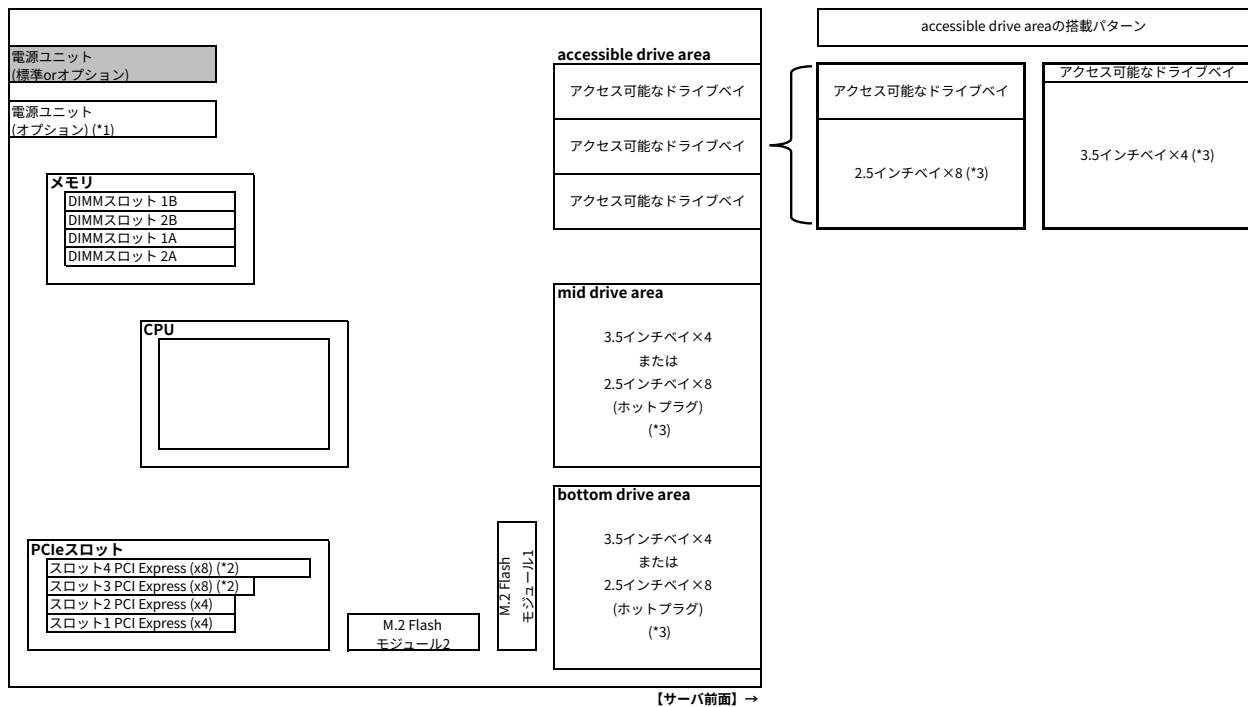 電源ユニット
(標準orオプション)
電源ユニット
(オプション) (*1)
メモリ
DIMMスロット 1B
DIMMスロット 2B
DIMMスロット 1A
DIMMスロット 2A
CPU
PCIeスロット
スロット4 PCI Express (x8) (*2)
スロット3 PCI Express (x8) (*2)
スロット2 PCI Express (x4)
スロット1 PCI Express (x4)
M.2 Flash
モジュール2
M.2 Flash
モジュール1
accessible drive area
アクセス可能なドライブベイ
アクセス可能なドライブベイ
アクセス可能なドライブベイ
mid drive area
3.5インチベイ×4
または
2.5インチベイ×8
(ホットプラグ)
(*3)
bottom drive area
3.5インチベイ×4
または
2.5インチベイ×8
(ホットプラグ)
(*3)
【サーバ前面】→
accessible drive areaの搭載パターン
アクセス可能なドライブベイ
2.5インチベイ×8 (*3)
アクセス可能なドライブベイ
3.5インチベイ×4 (*3)